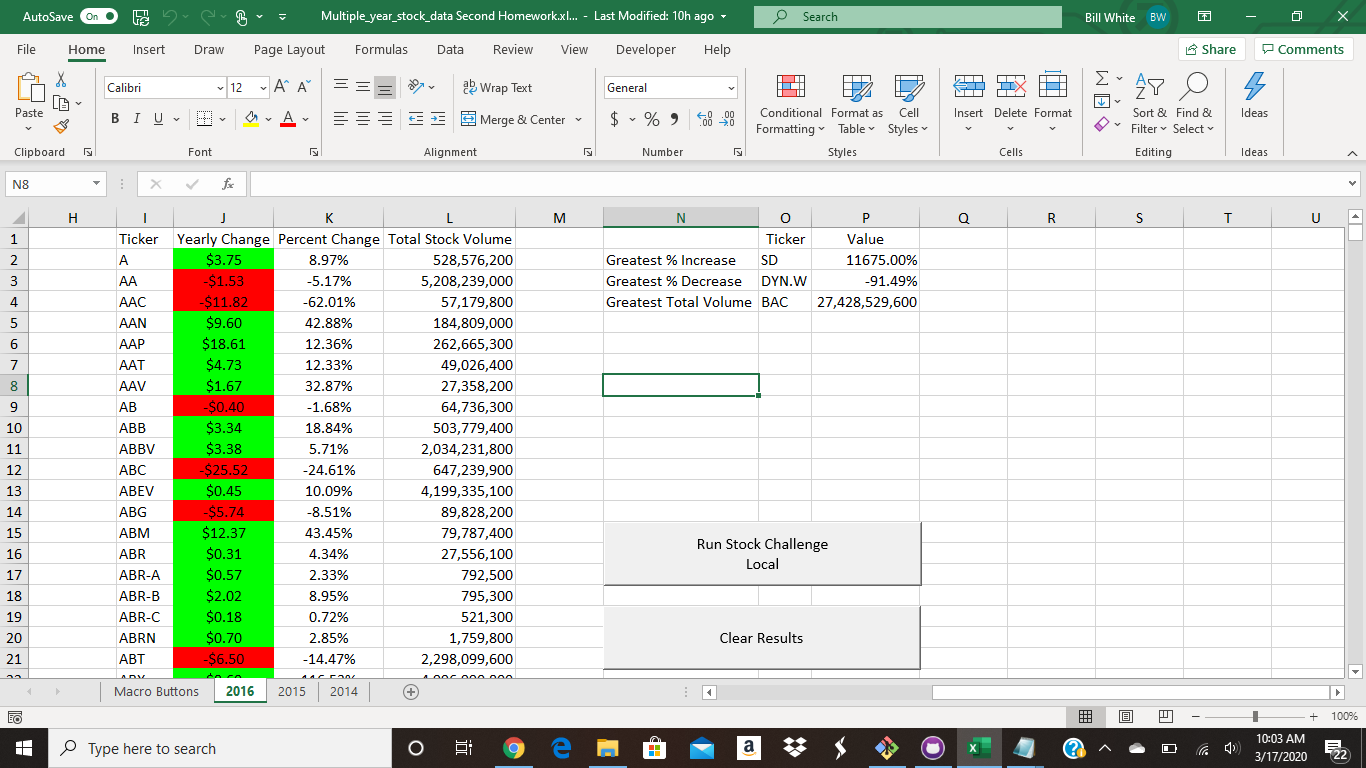 AutoSave On Multiple_year_stock_data Second Homework.xl... - Last Modified: 10h ago Search Bill White BW
File Home Insert Draw Page Layout Formulas Data Review View Developer Help Share Comments
Calibri 12 A A ab Wrap Text General
Paste B I U A Merge & Center $ % 9 Conditional Formatting Format as Table Cell Styles Insert Delete Format Sort & Filter Find & Select Ideas
Clipboard Font Alignment Number Styles Cells Editing Ideas
N8 fx
H I J K L M N O P Q R S T U
1 Ticker Yearly Change Percent Change Total Stock Volume Ticker Value
2 A $3.75 8.97% 528,576,200 Greatest % Increase SD 11675.00%
3 AA -$1.53 -5.17% 5,208,239,800 Greatest % Decrease DYN.W -91.49%
4 AAC -$11.82 -62.01% 57,179,800 Greatest Total Volume BAC 27,428,529,600
5 AAN $9.60 42.88% 184,809,000
6 AAP $18.61 12.36% 262,665,300
7 AAT $4.73 12.33% 49,026,400
8 AAV $1.67 32.87% 27,358,200
9 AB -$0.40 -1.68% 64,736,300
10 ABB $3.34 18.84% 503,779,400
11 ABBV $3.38 5.71% 2,034,231,800
12 ABC -$25.52 -24.61% 647,239,900
13 ABEV $0.45 10.09% 4,199,335,100
14 ABG -$5.74 -8.51% 89,828,200
15 ABM $12.37 43.45% 79,787,400
16 ABR $0.31 4.34% 27,556,100
17 ABR-A $0.57 2.33% 792,500
18 ABR-B $2.02 8.95% 795,300
19 ABR-C $0.18 0.72% 521,300
20 ABRN $0.70 2.85% 1,759,800
21 ABT -$6.50 -14.47% 2,298,099,600
Run Stock Challenge
Local
Clear Results
Macro Buttons 2016 2015 2014
100%
Type here to search 10:03 AM
3/17/2020 22